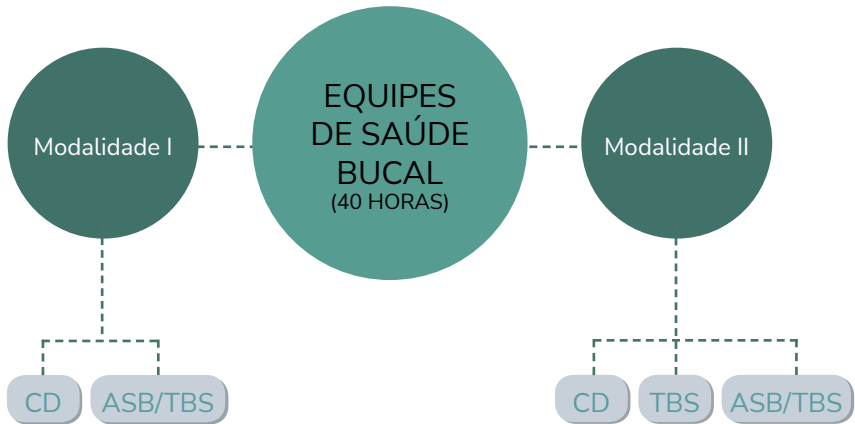 EQUIPES
DE SAÚDE
BUCAL
(40 HORAS)
Modalidade I
Modalidade II
CD
ASB/TBS
CD
TBS
ASB/TBS